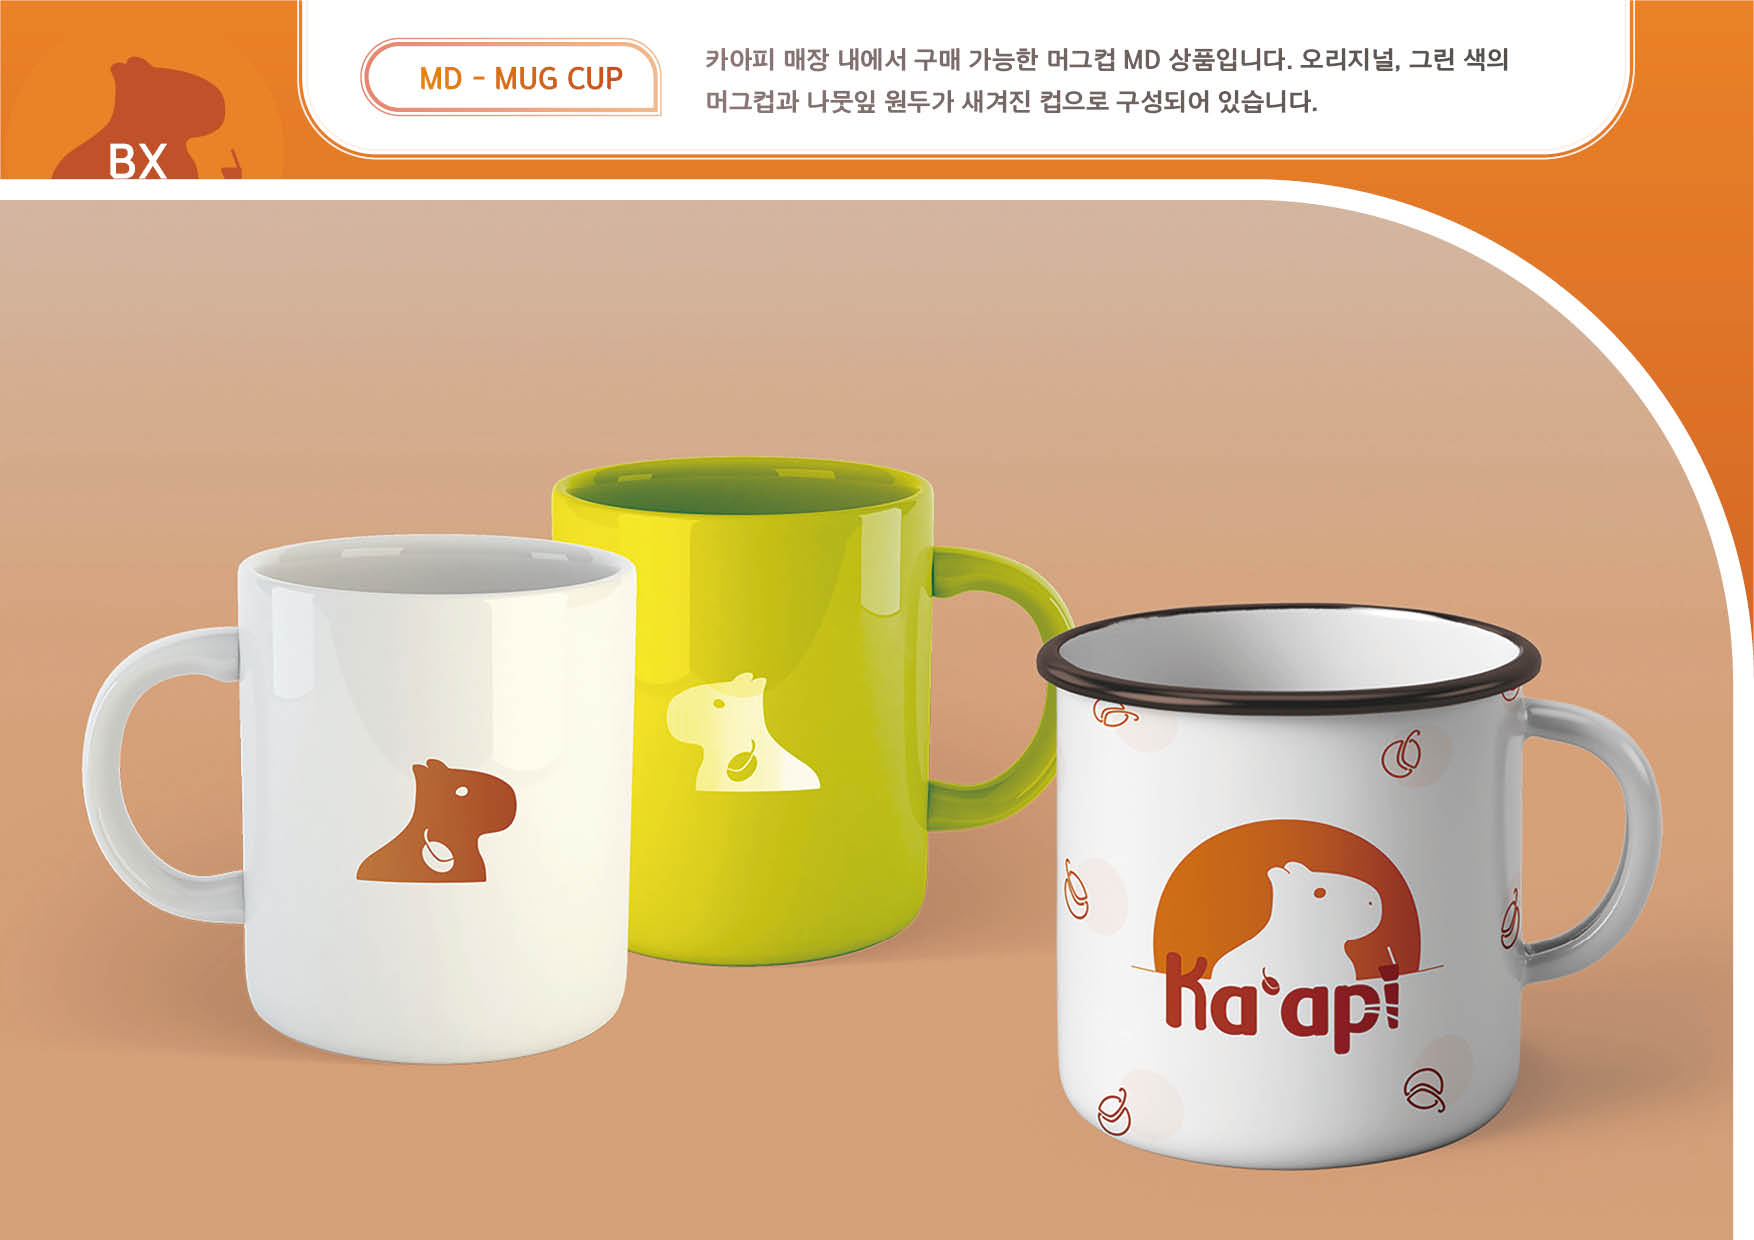 BX
MD - MUG CUP
카아피 매장 내에서 구매 가능한 머그컵 MD 상품입니다. 오리지널, 그린 색의
머그컵과 나뭇잎 원두가 새겨진 컵으로 구성되어 있습니다.
Ka'api